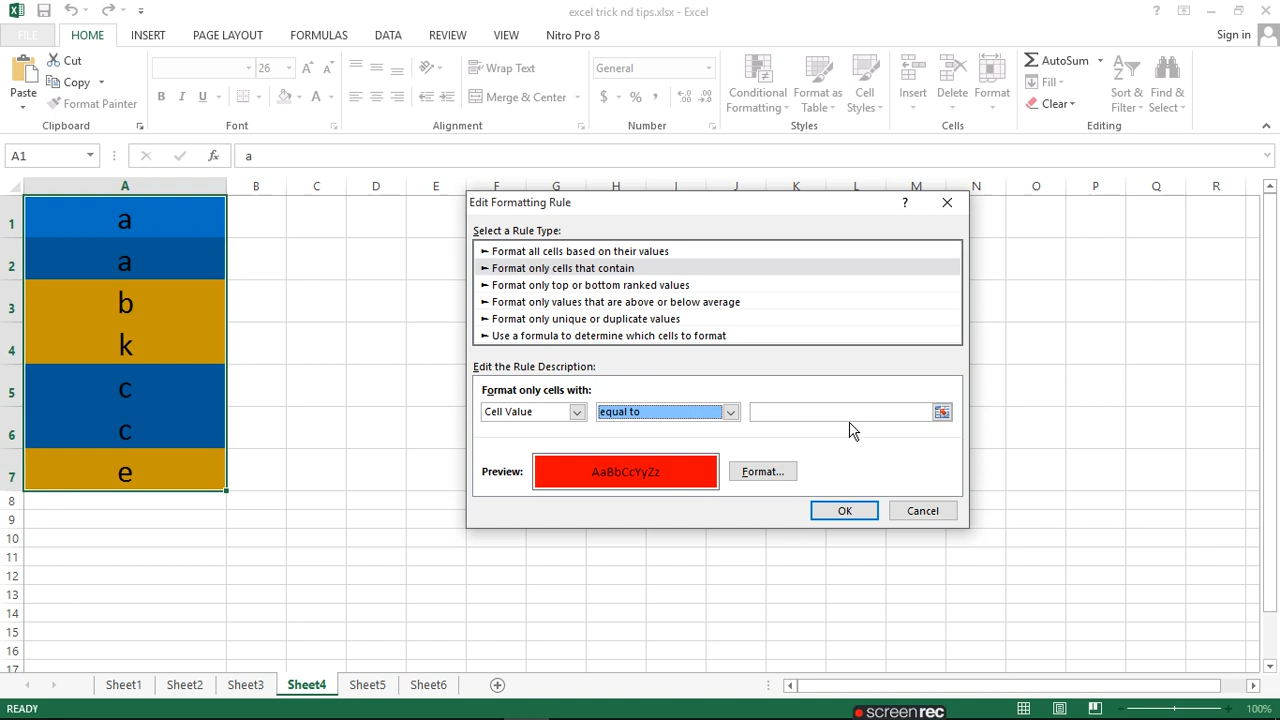 excel trick nd tips.xlsx - Excel
FILE HOME INSERT PAGE LAYOUT FORMULAS DATA REVIEW VIEW Nitro Pro 8 Sign in
Paste
Cut
Copy
Format Painter
Clipboard
26
A A
B I U A
Font
Wrap Text
Merge & Center
Alignment
General
$ % ,
Number
Conditional Formatting
Format as Table
Cell Styles
Styles
Insert
Delete
Format
Cells
AutoSum
Fill
Clear
Sort & Filter
Find & Select
Editing
A1 fx a
A B C D E F G H I J K L M N O P Q R
1 a
2 a
3 b
4 k
5 c
6 c
7 e
8
9
10
11
12
13
14
15
16
17
Edit Formatting Rule ?
Select a Rule Type:
► Format all cells based on their values
► Format only cells that contain
► Format only top or bottom ranked values
► Format only values that are above or below average
► Format only unique or duplicate values
► Use a formula to determine which cells to format
Edit the Rule Description:
Format only cells with:
Cell Value equal to
Preview: AaBbCcYyZz Format...
OK Cancel
Sheet1 Sheet2 Sheet3 Sheet4 Sheet5 Sheet6
READY screenrec 100%